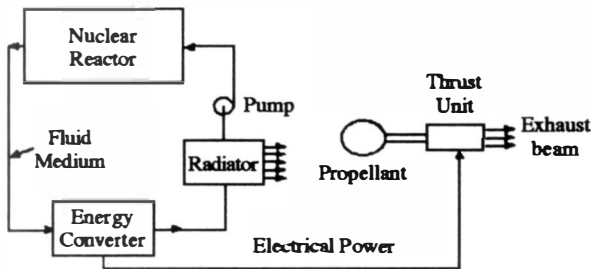 Nuclear
Reactor
Pump
Fluid
Medium
Radiator
Energy
Converter
Thrust
Unit
Exhaust
beam
Propellant
Electrical Power